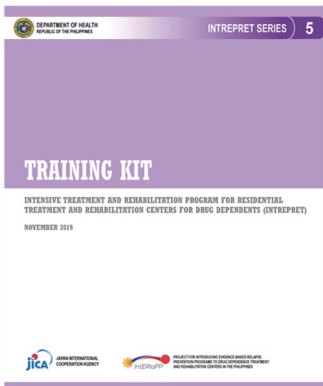 DEPARTMENT OF HEALTH
REPUBLIC OF THE PHILIPPINES
INTREPRET SERIES 5
TRAINING KIT
INTENSIVE TREATMENT AND REHABILITATION PROGRAM FOR RESIDENTIAL
TREATMENT AND REHABILITATION CENTERS FOR DRUG DEPENDENTS (INTREPRET)
NOVEMBER 2019
jICA
JAPAN INTERNATIONAL
COOPERATION AGENCY
IntERlaPP
PROJECT FOR INTRODUCING EVIDENCE-BASED RELAPSE
PREVENTION PROGRAMS TO DRUG DEPENDENCE TREATMENT
AND REHABILITATION CENTERS IN THE PHILIPPINES